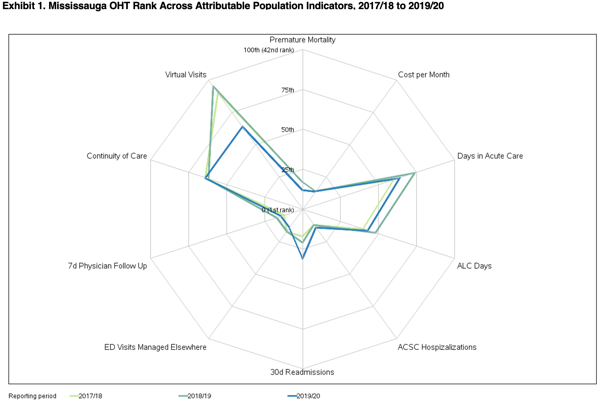 Exhibit 1. Mississauga OHT Rank Across Attributable Population Indicators, 2017/18 to 2019/20
Premature Mortality
100th (42nd rank)
Virtual Visits
Cost per Month
75th
50th
Continuity of Care
Days in Acute Care
25th
0 (1st rank)
7d Physician Follow Up
ALC Days
ED Visits Managed Elsewhere
ACSC Hospizalizations
30d Readmissions
Reporting period 2017/18 2018/19 2019/20